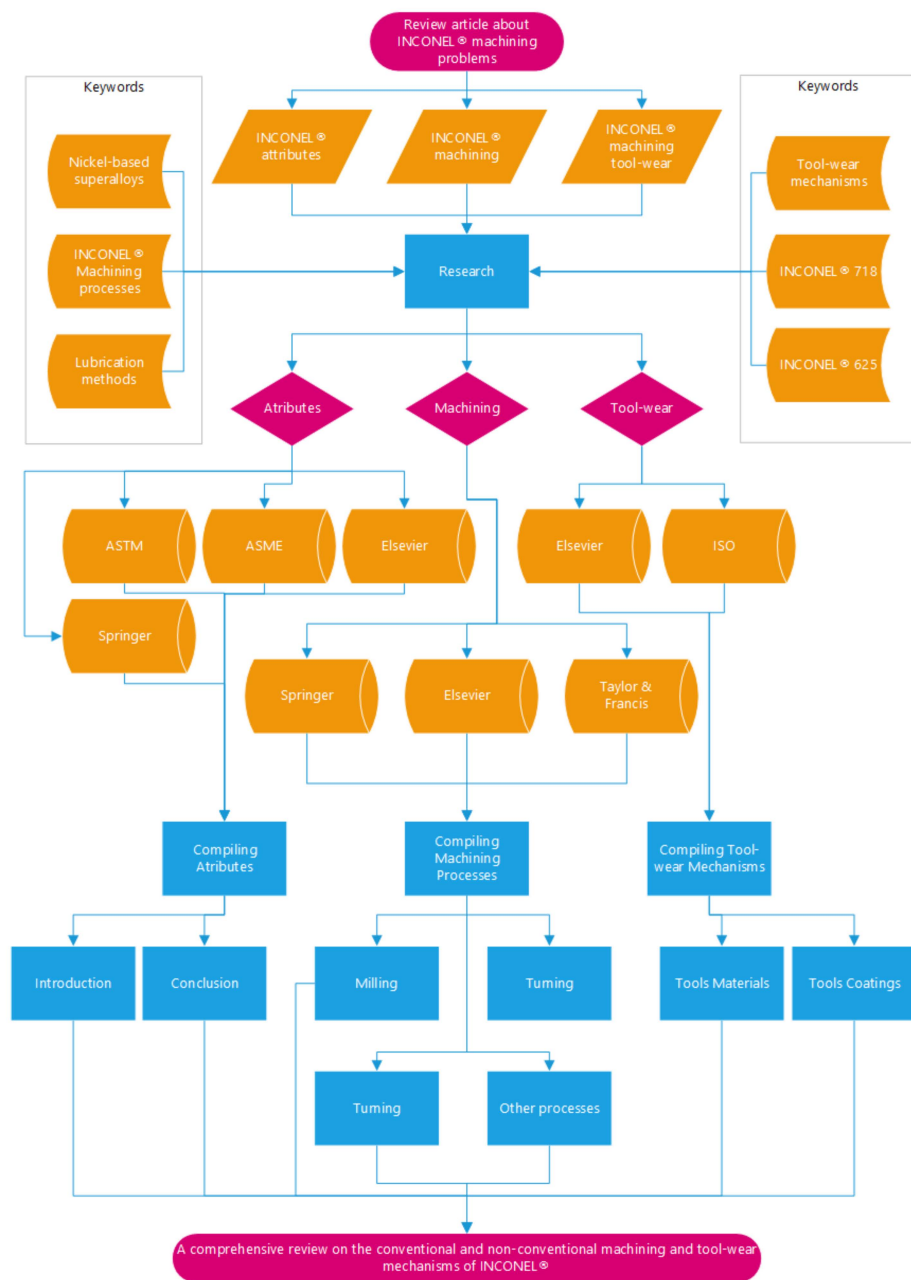 Review article about
INCONEL® machining
problems
Keywords
Keywords
INCONEL®
attributes
INCONEL®
machining
INCONEL®
machining
tool-wear
Nickel-based
superalloys
INCONEL®
Machining
processes
Lubrication
methods
Tool-wear
mechanisms
INCONEL® 718
INCONEL® 625
Research
Atributes
Machining
Tool-wear
ASTM
ASME
Elsevier
Elsevier
ISO
Springer
Springer
Elsevier
Taylor &
Francis
Compiling
Atributes
Compiling
Machining
Processes
Compiling Tool-
wear Mechanisms
Introduction
Conclusion
Milling
Turning
Tools Materials
Tools Coatings
Turning
Other processes
A comprehensive review on the conventional and non-conventional machining and tool-wear
mechanisms of INCONEL®